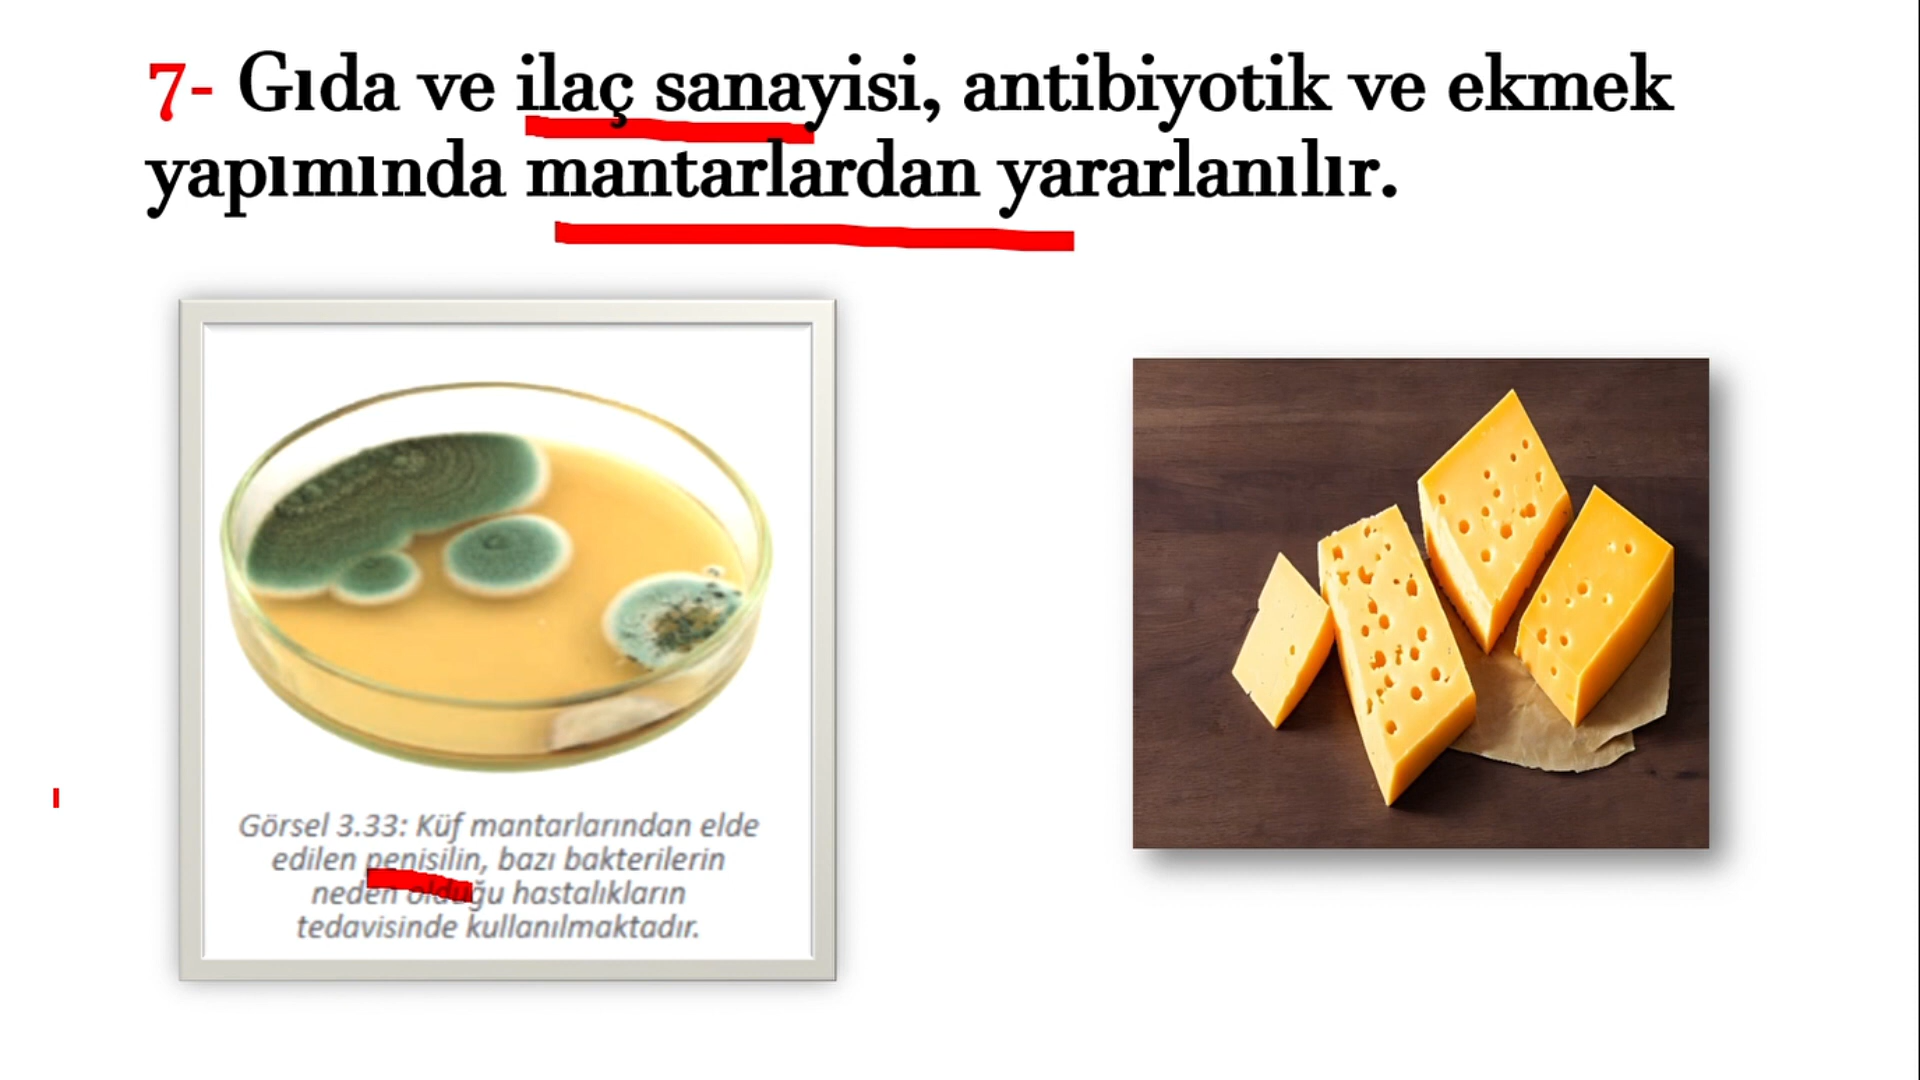 7- Gıda ve ilaç sanayisi, antibiyotik ve ekmek
yapımında mantarlardan yararlanılır.
Görsel 3.33: Küf mantarlarından elde
edilen penisilin, bazı bakterilerin
neden olduğu hastalıkların
tedavisinde kullanılmaktadır.